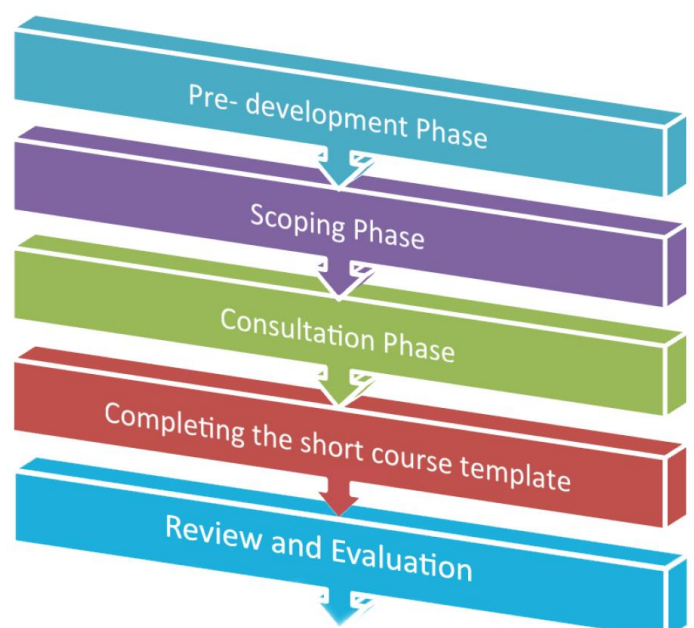 Pre- development Phase
Scoping Phase
Consultation Phase
Completing the short course template
Review and Evaluation